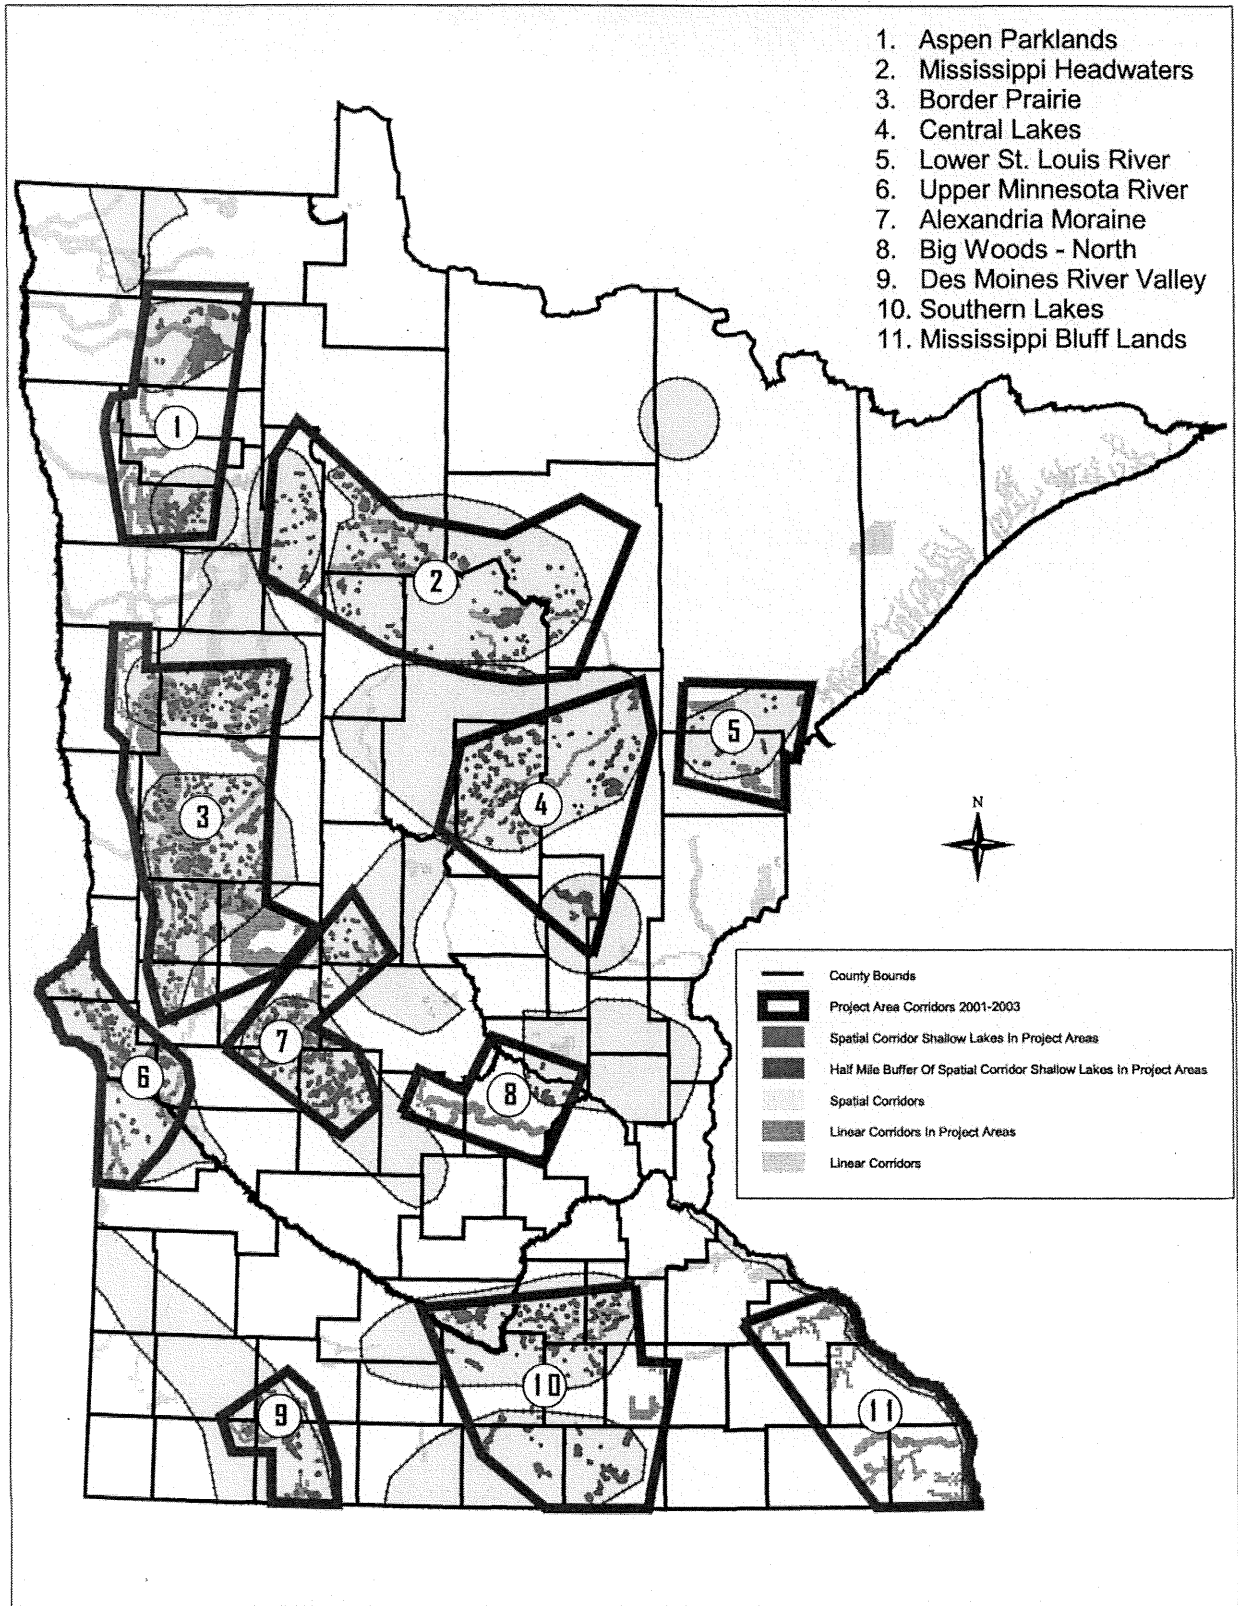 1. Aspen Parklands
2. Mississippi Headwaters
3. Border Prairie
4. Central Lakes
5. Lower St. Louis River
6. Upper Minnesota River
7. Alexandria Moraine
8. Big Woods - North
9. Des Moines River Valley
10. Southern Lakes
11. Mississippi Bluff Lands
1
2
3
4
5
6
7
8
9
10
11
N
County Bounds
Project Area Corridors 2001-2003
Spatial Corridor Shallow Lakes In Project Areas
Half Mile Buffer Of Spatial Corridor Shallow Lakes In Project Areas
Spatial Corridors
Linear Corridors In Project Areas
Linear Corridors